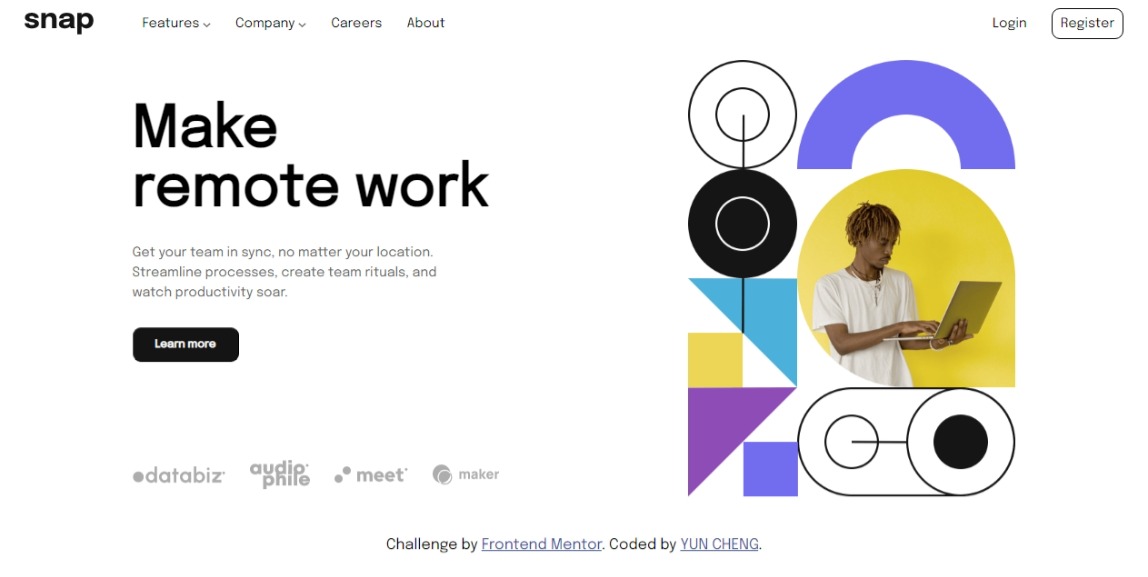 snap Features Company Careers About Login Register
Make
remote work
Get your team in sync, no matter your location.
Streamline processes, create team rituals, and
watch productivity soar.
Learn more
databiz audiophile meet maker
Challenge by Frontend Mentor. Coded by YUN CHENG.